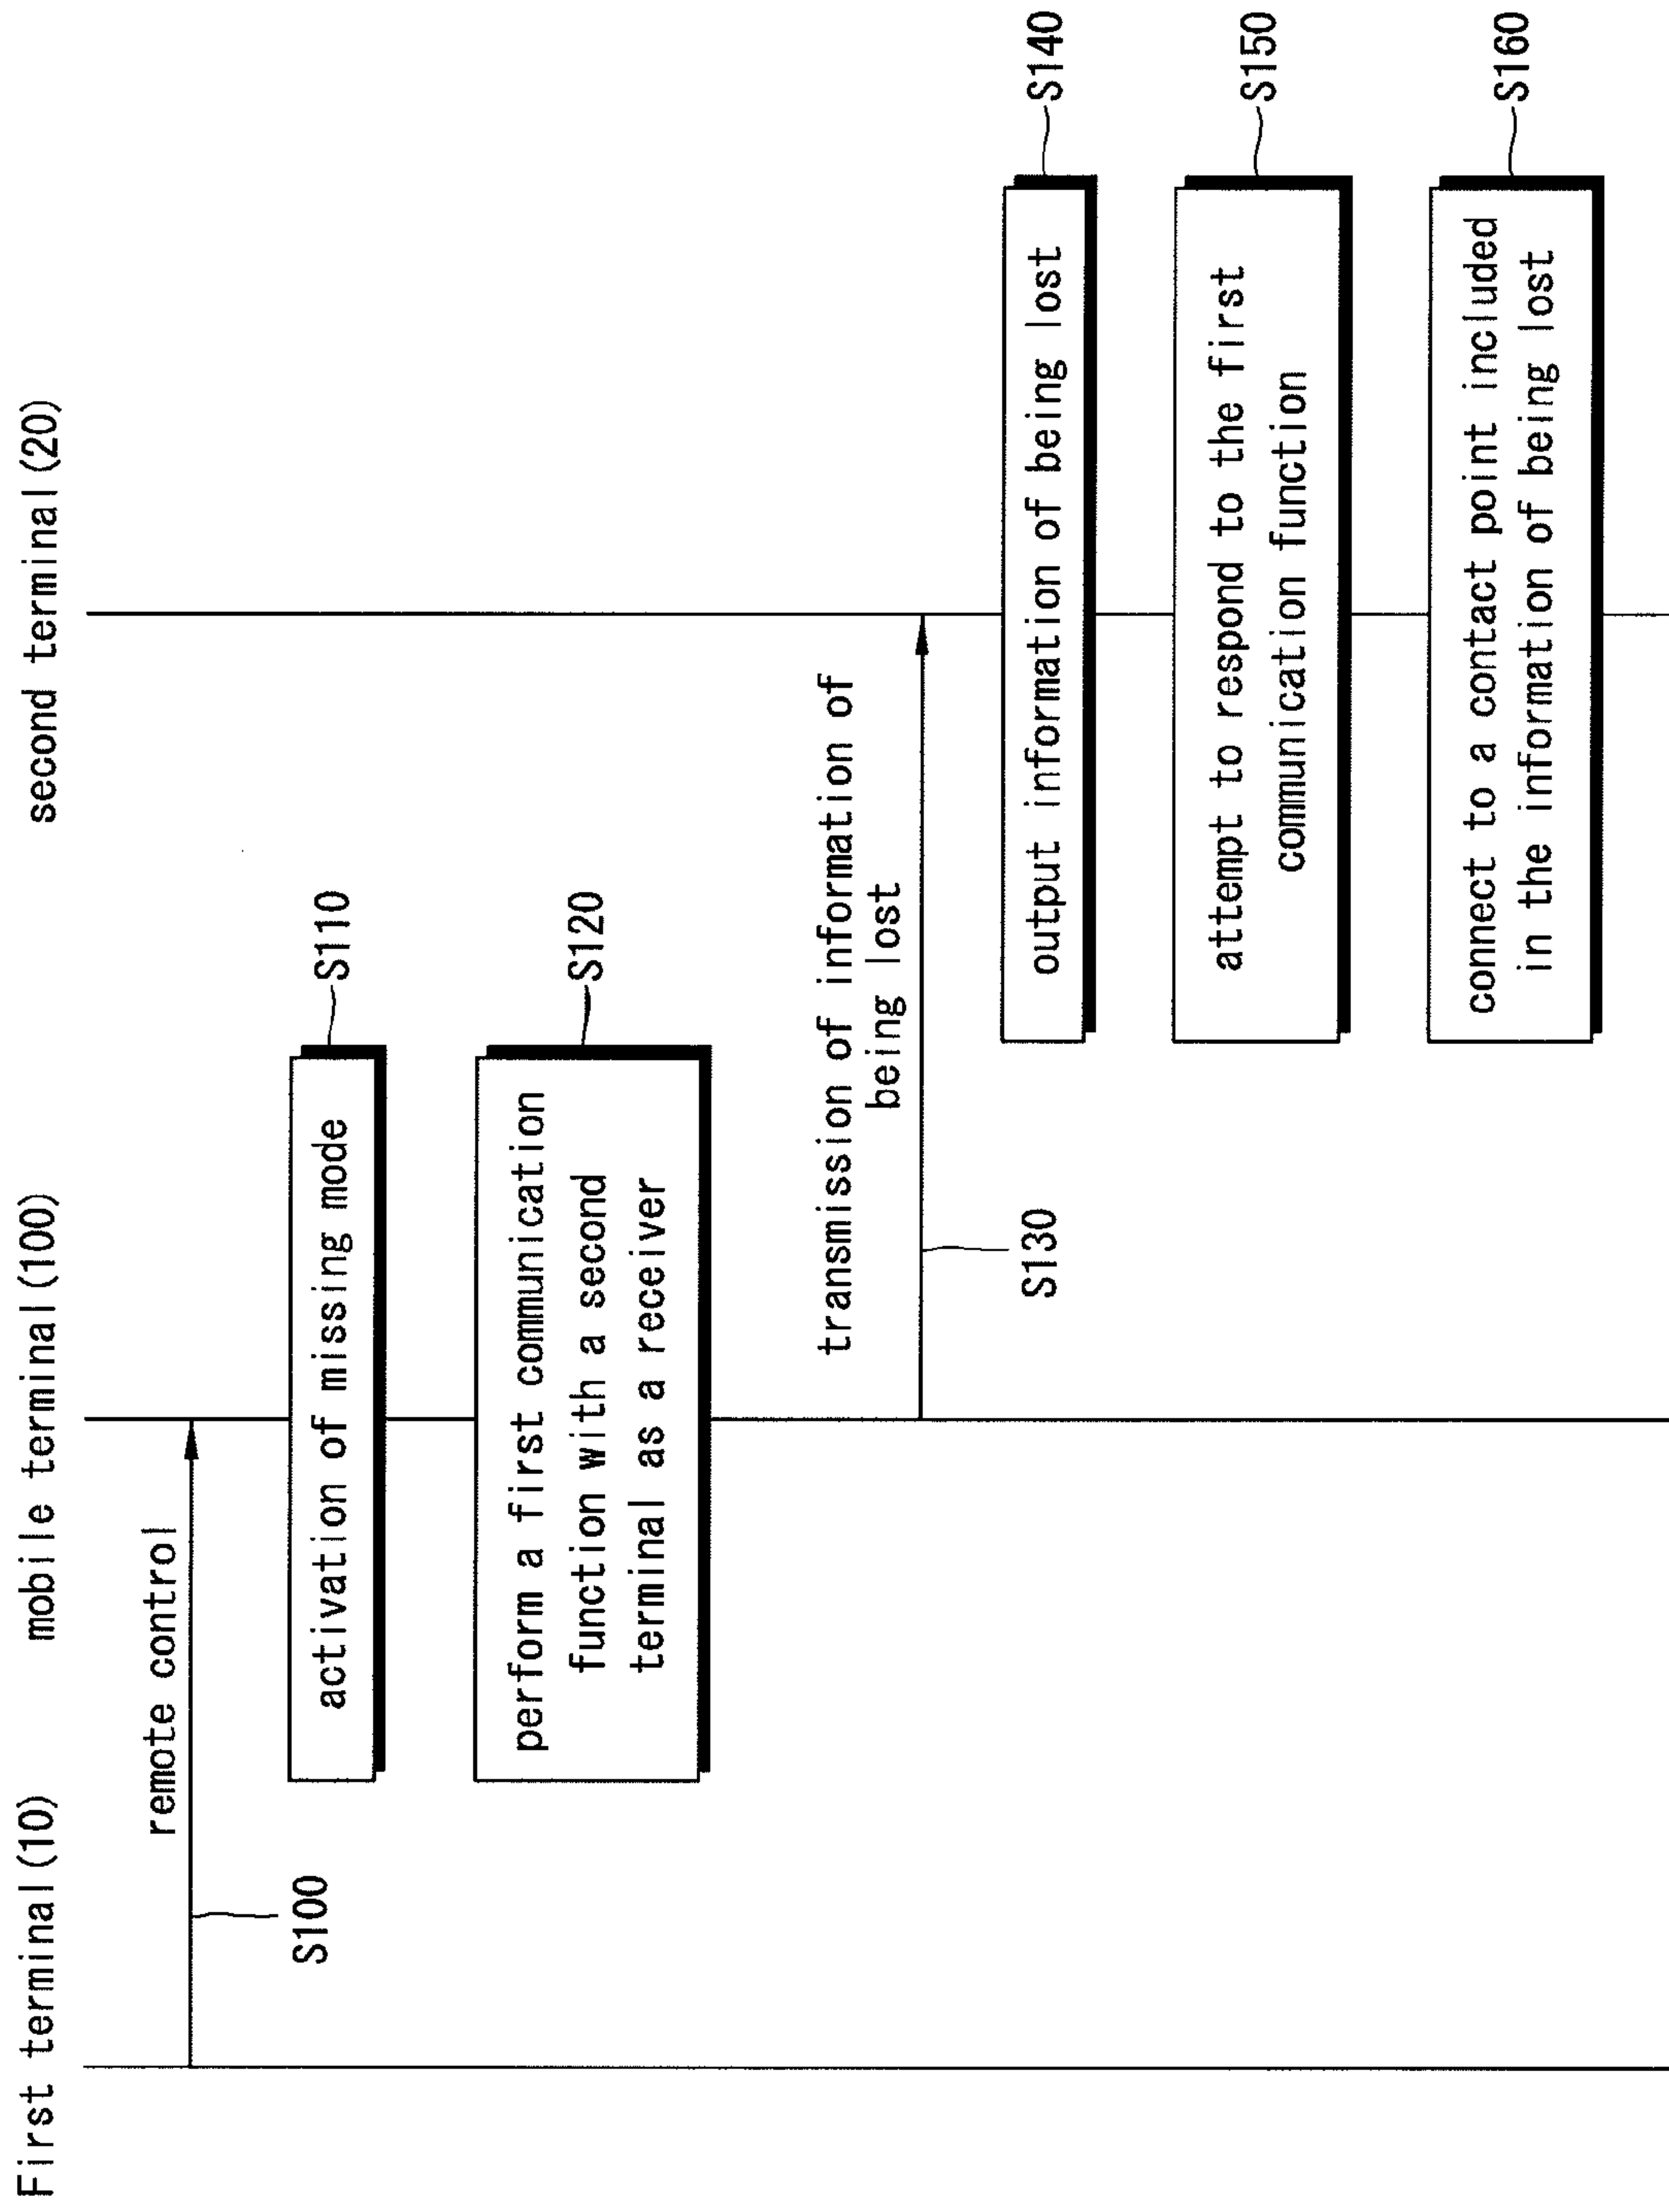 First terminal(10)
mobile terminal(100)
second terminal(20)
remote control
S100
activation of missing mode
S110
perform a first communication
function with a second
terminal as a receiver
S120
transmission of information of
being lost
S130
output information of being lost
S140
attempt to respond to the first
communication function
S150
connect to a contact point included
in the information of being lost
S160